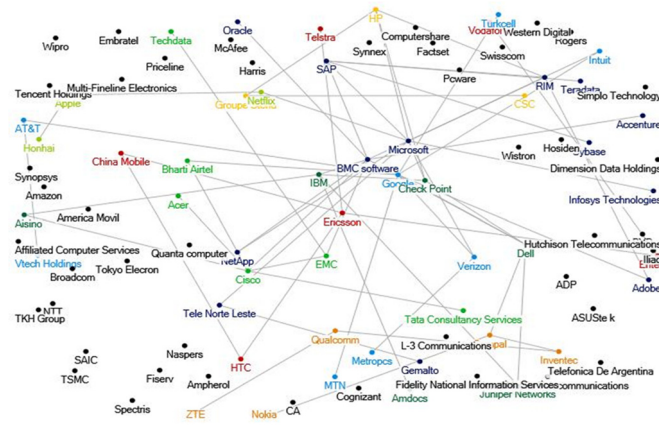 HP
Turkcell
Oracle
Embratel
Techdata
Telstra
Computershare
Western Digital
Rogers
Wipro
McAfee
Synnex
Factset
Swisscom
Intuit
Priceline
Harris
SAP
Pcware
RIM
Teradata
Multi-Fineline Electronics
Tencent Holdings
Apple
Netflix
CSC
Simplo Technology
AT&T
Accenture
Honhai
Microsoft
Sybase
Hosiden
Wistron
China Mobile
Bharti Airtel
BMC software
Dimension Data Holdings
Synopsys
IBM
Check Point
Amazon
Infosys Technologies
Acer
America Movil
Aisino
Ericsson
Affiliated Computer Services
Quanta computer
Hutchison Telecommunications
Vtech Holdings
Tokyo Elecron
NetApp
EMC
Verizon
Dell
Broadcom
Cisco
ADP
Adobe
NTT
TKH Group
Tele Norte Leste
Tata Consultancy Services
ASUSte k
Qualcomm
L-3 Communications
SAIC
Naspers
HTC
Metropcs
Gemalto
Inventec
TSMC
Fiserv
Ampherol
MTN
Fidelity National Information Services
Telefonica De Argentina
Cognizant
Amdocs
Juniper Networks
Spectris
ZTE
Nokia
CA